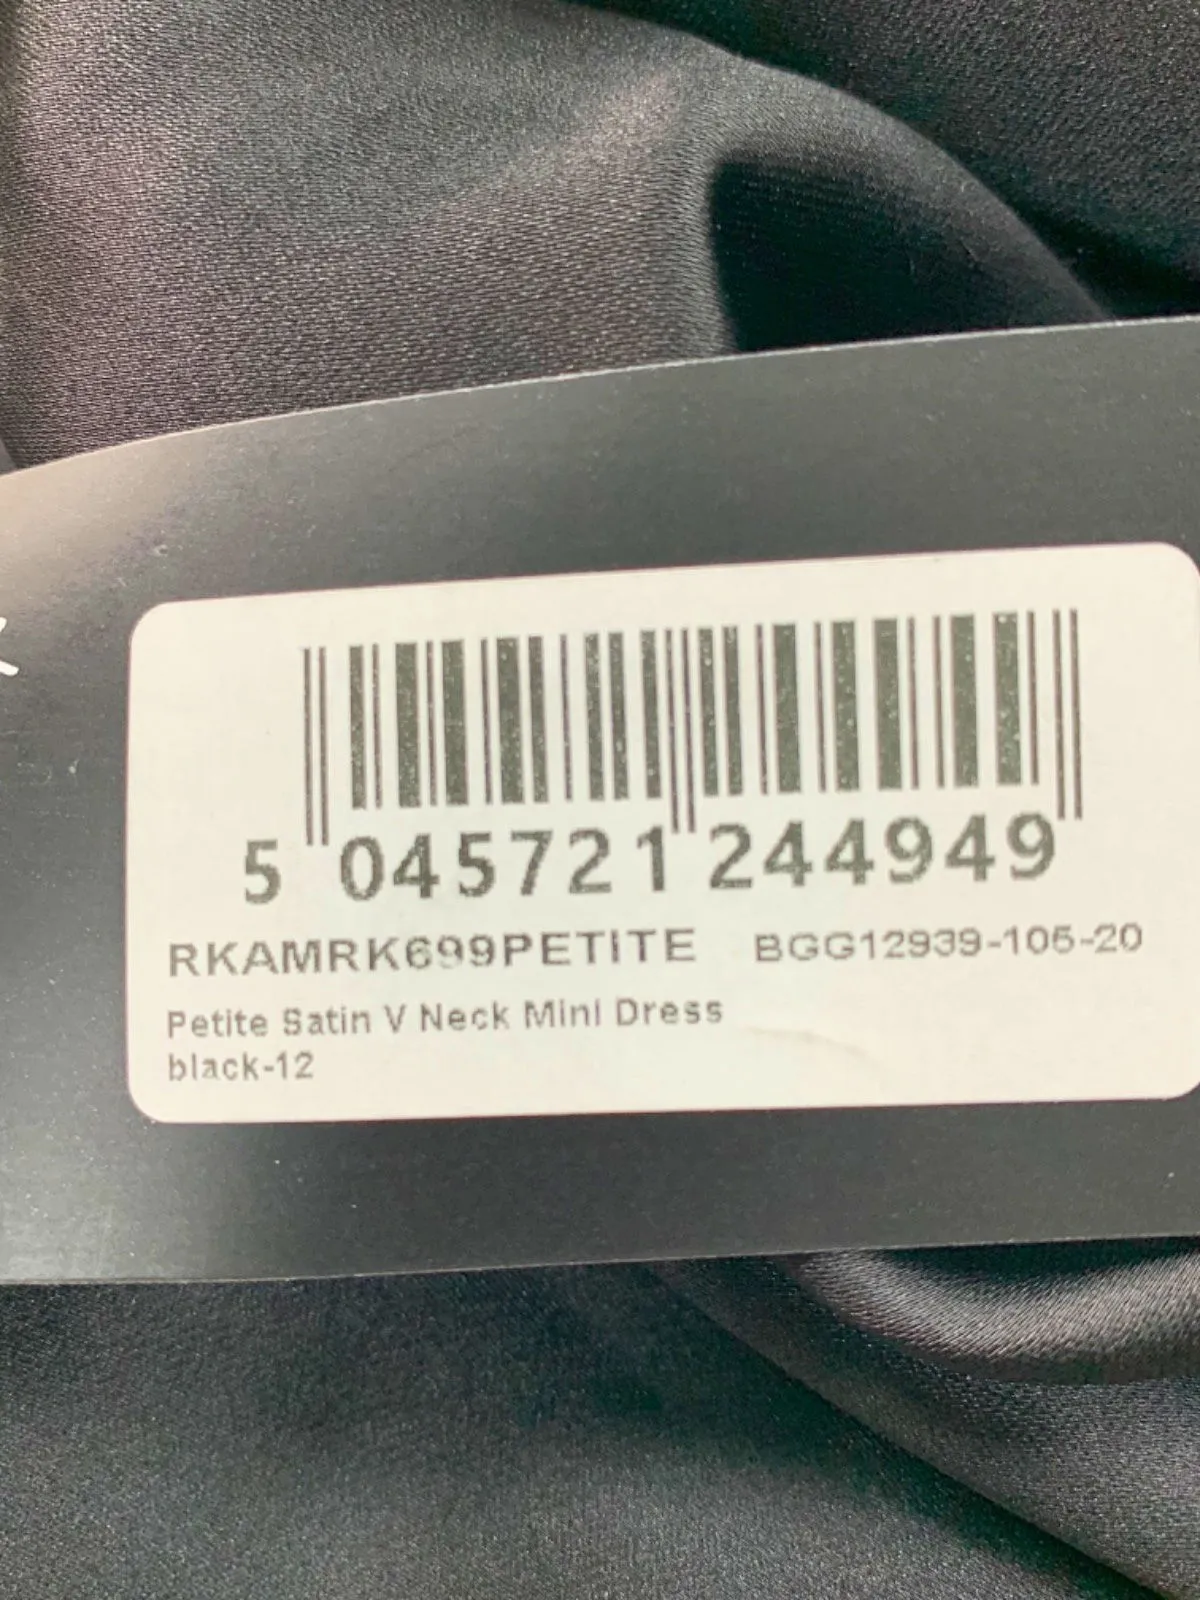 5 045721 244949
RKAMRK699PETITE BGG12939-105-20
Petite Satin V Neck Mini Dress
black-12